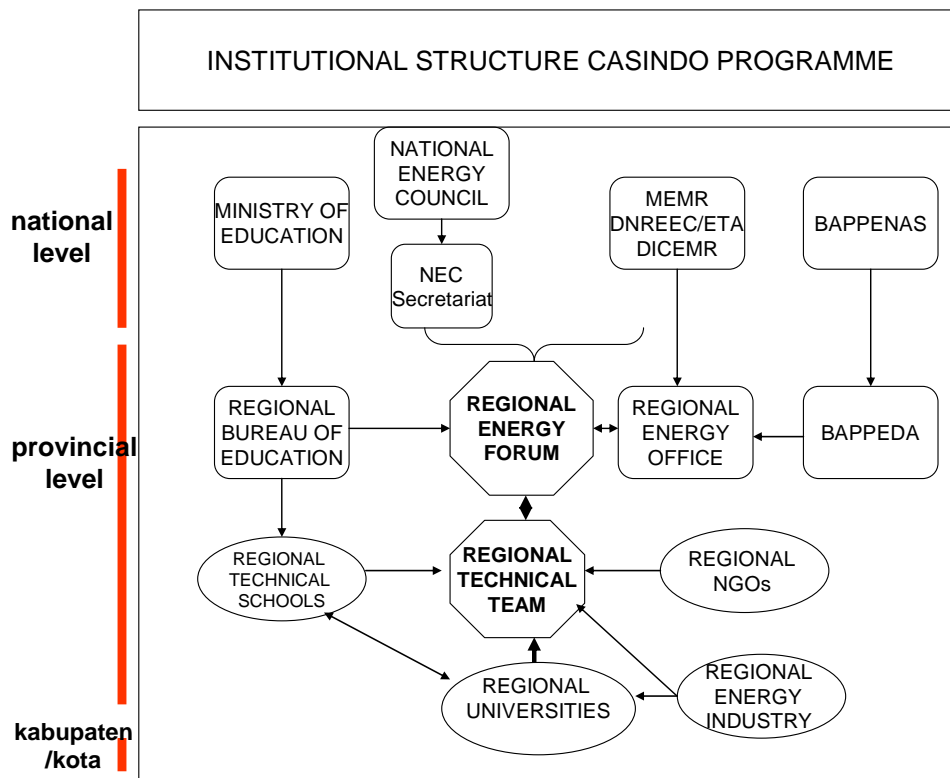 INSTITUTIONAL STRUCTURE CASINDO PROGRAMME
national
level
MINISTRY OF
EDUCATION
NATIONAL
ENERGY
COUNCIL
NEC
Secretariat
MEMR
DNREEC/ETA
DICEMR
BAPPENAS
provincial
level
REGIONAL
BUREAU OF
EDUCATION
REGIONAL
ENERGY
FORUM
REGIONAL
ENERGY
OFFICE
BAPPEDA
REGIONAL
TECHNICAL
SCHOOLS
REGIONAL
TECHNICAL
TEAM
REGIONAL
NGOs
REGIONAL
UNIVERSITIES
REGIONAL
ENERGY
INDUSTRY
kabupaten
/kota